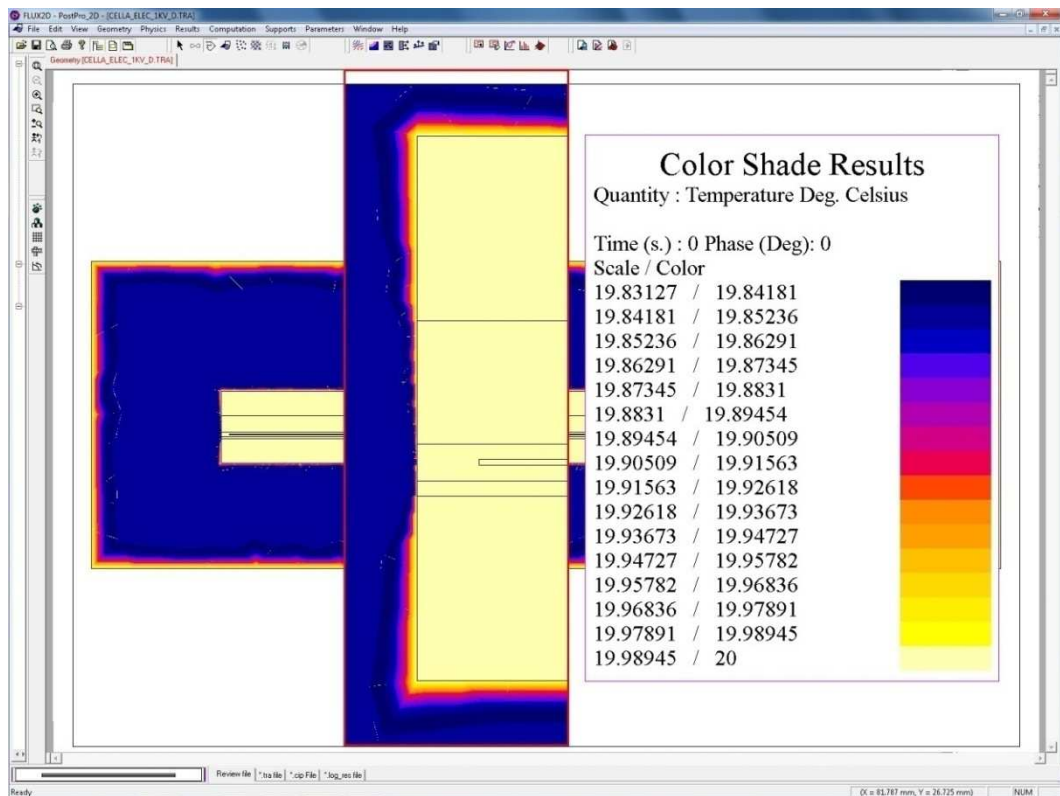 FLUX2D - PostPro_2D - [CELLA_ELEC_1KV_D.TRA]
File Edit View Geometry Physics Results Computation Supports Parameters Window Help
Geometry [CELLA_ELEC_1KV_D.TRA]
Color Shade Results
Quantity : Temperature Deg. Celsius
Time (s.) : 0 Phase (Deg): 0
Scale / Color
19.83127 / 19.84181
19.84181 / 19.85236
19.85236 / 19.86291
19.86291 / 19.87345
19.87345 / 19.8831
19.8831 / 19.89454
19.89454 / 19.90509
19.90509 / 19.91563
19.91563 / 19.92618
19.92618 / 19.93673
19.93673 / 19.94727
19.94727 / 19.95782
19.95782 / 19.96836
19.96836 / 19.97891
19.97891 / 19.98945
19.98945 / 20
Review file *.tra file *.cip File *.log_res file
Ready (X = 81.787 mm, Y = 26.725 mm) NUM